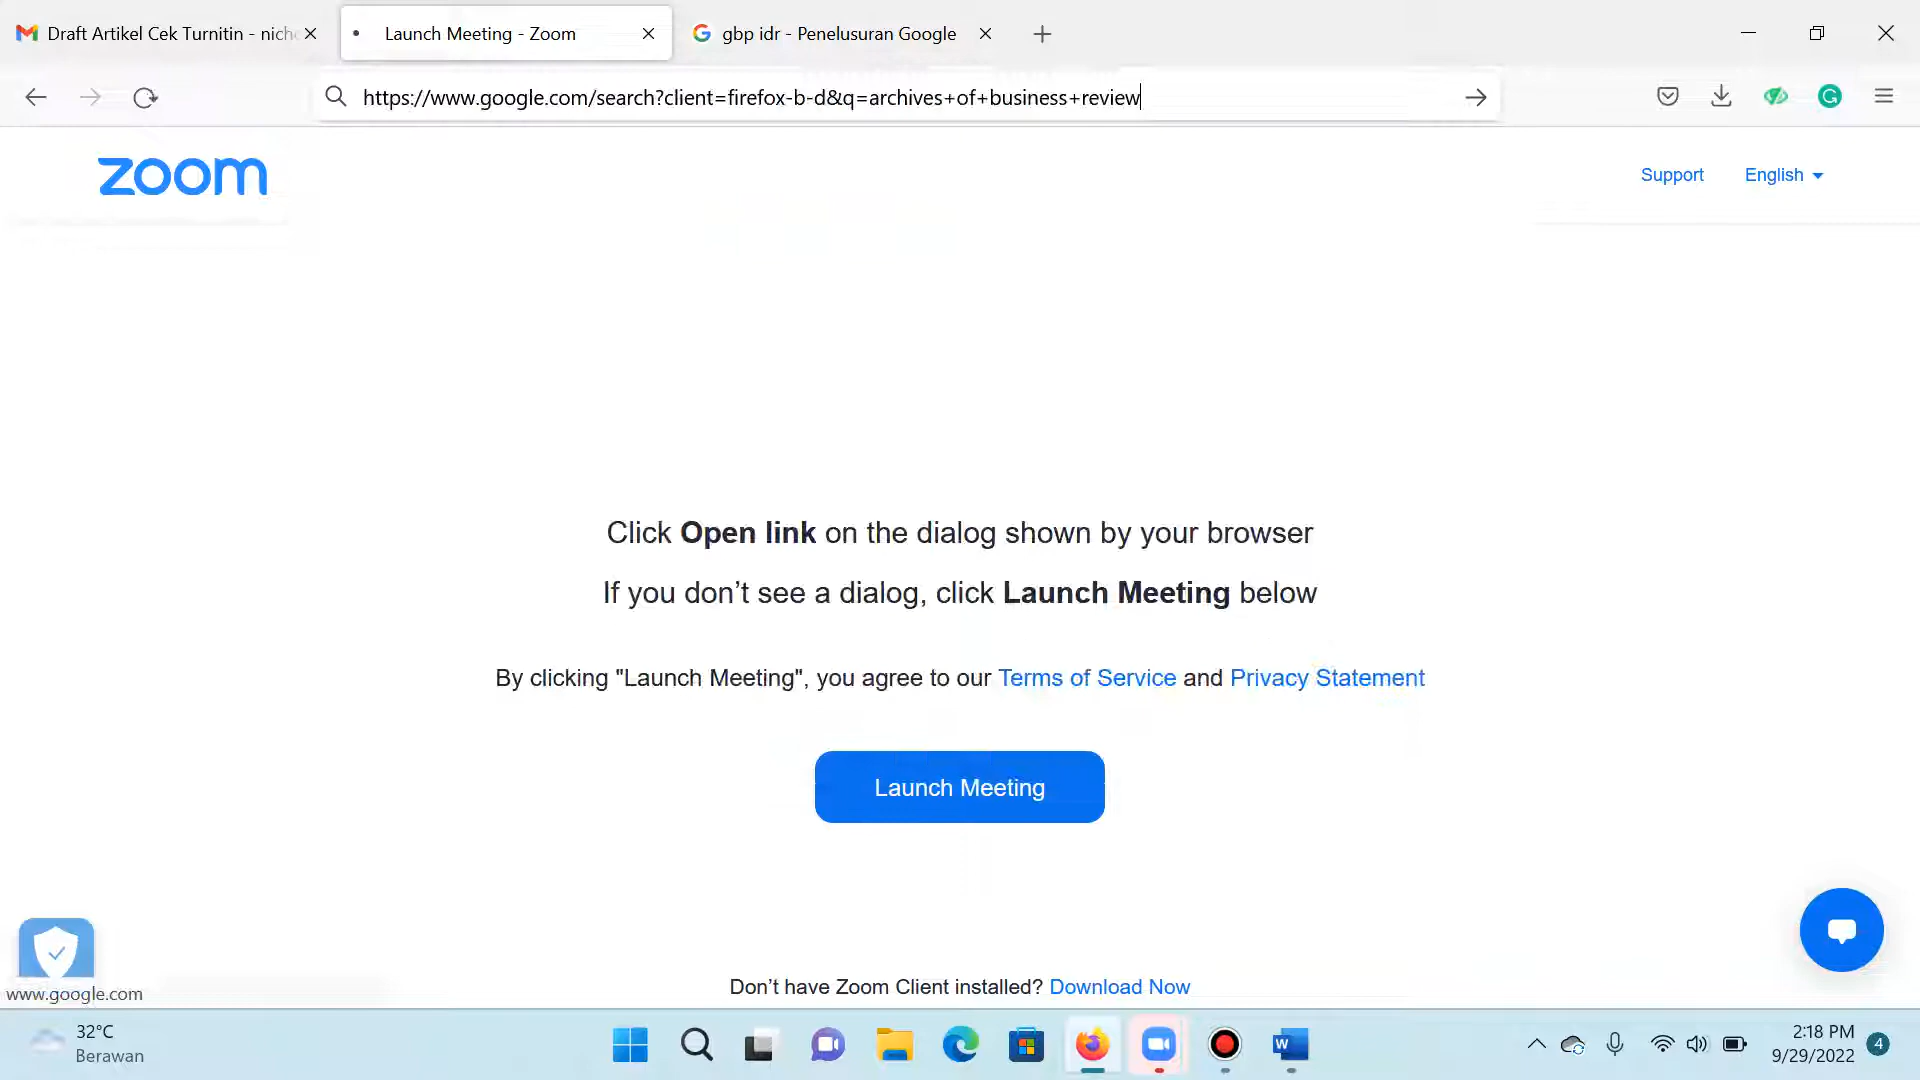 Draft Artikel Cek Turnitin - nich
Launch Meeting - Zoom
gbp idr - Penelusuran Google
https://www.google.com/search?client=firefox-b-d&q=archives+of+business+review
zoom
Support
English
Click Open link on the dialog shown by your browser
If you don’t see a dialog, click Launch Meeting below
By clicking "Launch Meeting", you agree to our Terms of Service and Privacy Statement
Launch Meeting
Don’t have Zoom Client installed? Download Now
www.google.com
32°C
Berawan
2:18 PM
9/29/2022
4